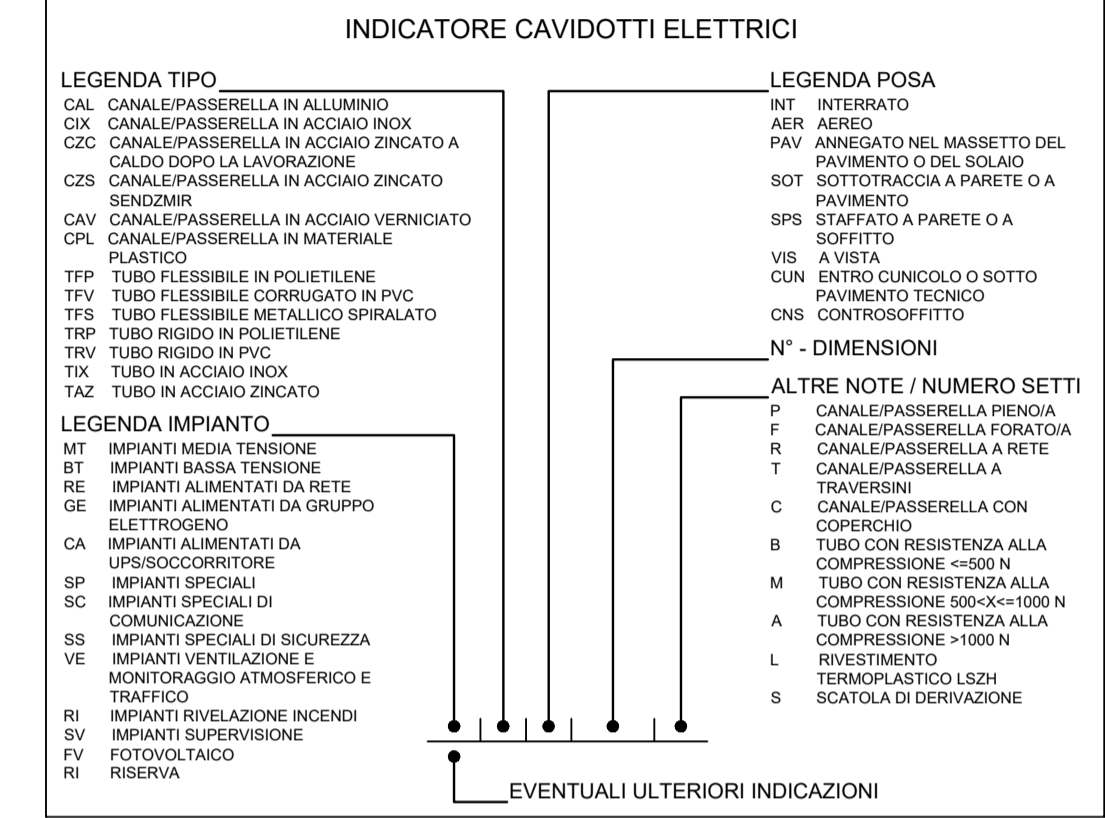 INDICATORE CAVIDOTTI ELETTRICI
LEGENDA TIPO
CAL CANALE/PASSERELLA IN ALLUMINIO
CIX CANALE/PASSERELLA IN ACCIAIO INOX
CZC CANALE/PASSERELLA IN ACCIAIO ZINCATO A
CALDO DOPO LA LAVORAZIONE
CZS CANALE/PASSERELLA IN ACCIAIO ZINCATO
SENDZMIR
CAV CANALE/PASSERELLA IN ACCIAIO VERNICIATO
CPL CANALE/PASSERELLA IN MATERIALE
PLASTICO
TFP TUBO FLESSIBILE IN POLIETILENE
TFV TUBO FLESSIBILE CORRUGATO IN PVC
TFS TUBO FLESSIBILE METALLICO SPIRALATO
TRP TUBO RIGIDO IN POLIETILENE
TRV TUBO RIGIDO IN PVC
TIX TUBO IN ACCIAIO INOX
TAZ TUBO IN ACCIAIO ZINCATO
LEGENDA IMPIANTO
MT IMPIANTI MEDIA TENSIONE
BT IMPIANTI BASSA TENSIONE
RE IMPIANTI ALIMENTATI DA RETE
GE IMPIANTI ALIMENTATI DA GRUPPO
ELETTROGENO
CA IMPIANTI ALIMENTATI DA
UPS/SOCCORRITORE
SP IMPIANTI SPECIALI
SC IMPIANTI SPECIALI DI
COMUNICAZIONE
SS IMPIANTI SPECIALI DI SICUREZZA
VE IMPIANTI VENTILAZIONE E
MONITORAGGIO ATMOSFERICO E
TRAFFICO
RI IMPIANTI RIVELAZIONE INCENDI
SV IMPIANTI SUPERVISIONE
FV FOTOVOLTAICO
RI RISERVA
LEGENDA POSA
INT INTERRATO
AER AEREO
PAV ANNEGATO NEL MASSETTO DEL
PAVIMENTO O DEL SOLAIO
SOT SOTTOTRACCIA A PARETE O A
PAVIMENTO
SPS STAFFATO A PARETE O A
SOFFITTO
VIS A VISTA
CUN ENTRO CUNICOLO O SOTTO
PAVIMENTO TECNICO
CNS CONTROSOFFITTO
N° - DIMENSIONI
ALTRE NOTE / NUMERO SETTI
P CANALE/PASSERELLA PIENO/A
F CANALE/PASSERELLA FORATO/A
R CANALE/PASSERELLA A RETE
T CANALE/PASSERELLA A
TRAVERSINI
C CANALE/PASSERELLA CON
COPERCHIO
B TUBO CON RESISTENZA ALLA
COMPRESSIONE <=500 N
M TUBO CON RESISTENZA ALLA
COMPRESSIONE 500<X<=1000 N
A TUBO CON RESISTENZA ALLA
COMPRESSIONE >1000 N
L RIVESTIMENTO
TERMOPLASTICO LSZH
S SCATOLA DI DERIVAZIONE
EVENTUALI ULTERIORI INDICAZIONI